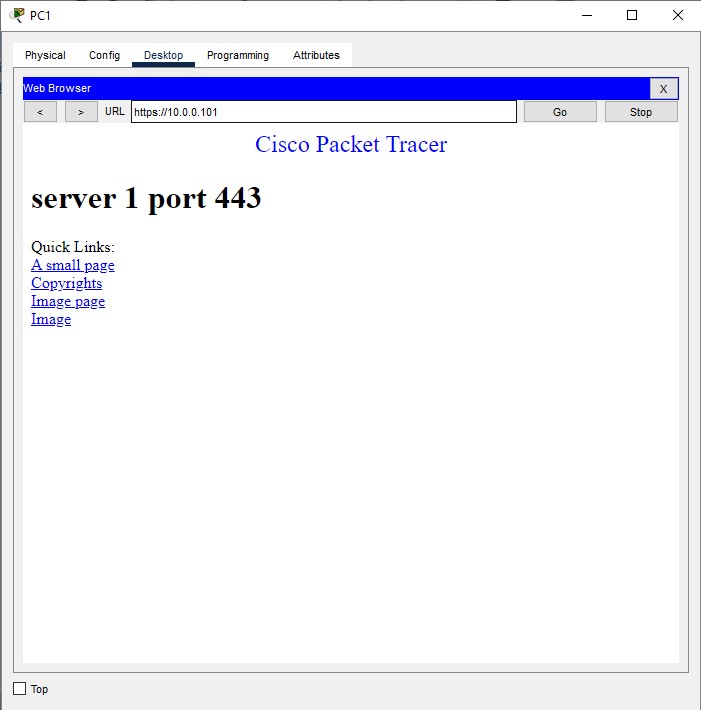 PC1
Physical Config Desktop Programming Attributes
Web Browser X
< > URL https://10.0.0.101 Go Stop
Cisco Packet Tracer
server 1 port 443
Quick Links:
A small page
Copyrights
Image page
Image
Top